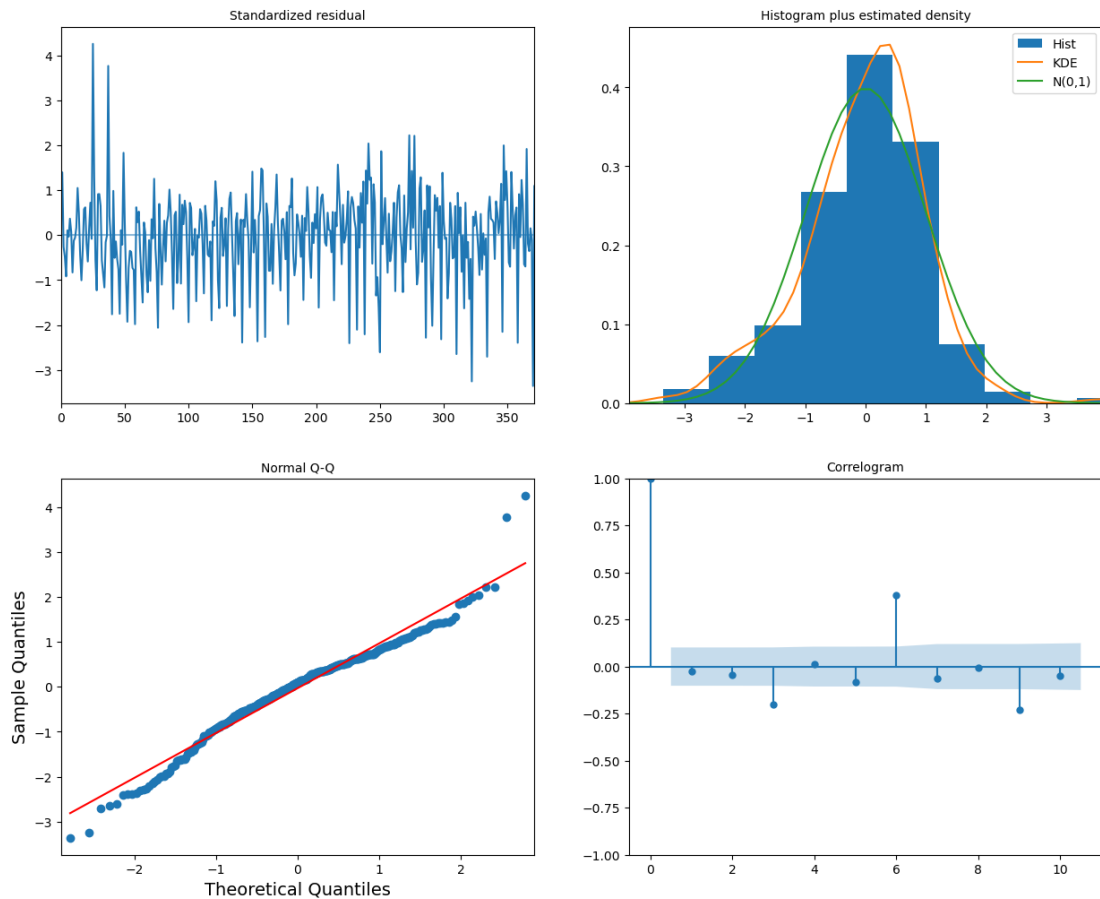 Standardized residual
4
3
2
1
0
−1
−2
−3
0 50 100 150 200 250 300 350
Histogram plus estimated density
Hist
KDE
N(0,1)
0.4
0.3
0.2
0.1
0.0
−3 −2 −1 0 1 2 3
Normal Q-Q
Sample Quantiles
4
3
2
1
0
−1
−2
−3
−2 −1 0 1 2
Theoretical Quantiles
Correlogram
1.00
0.75
0.50
0.25
0.00
−0.25
−0.50
−0.75
−1.00
0 2 4 6 8 10